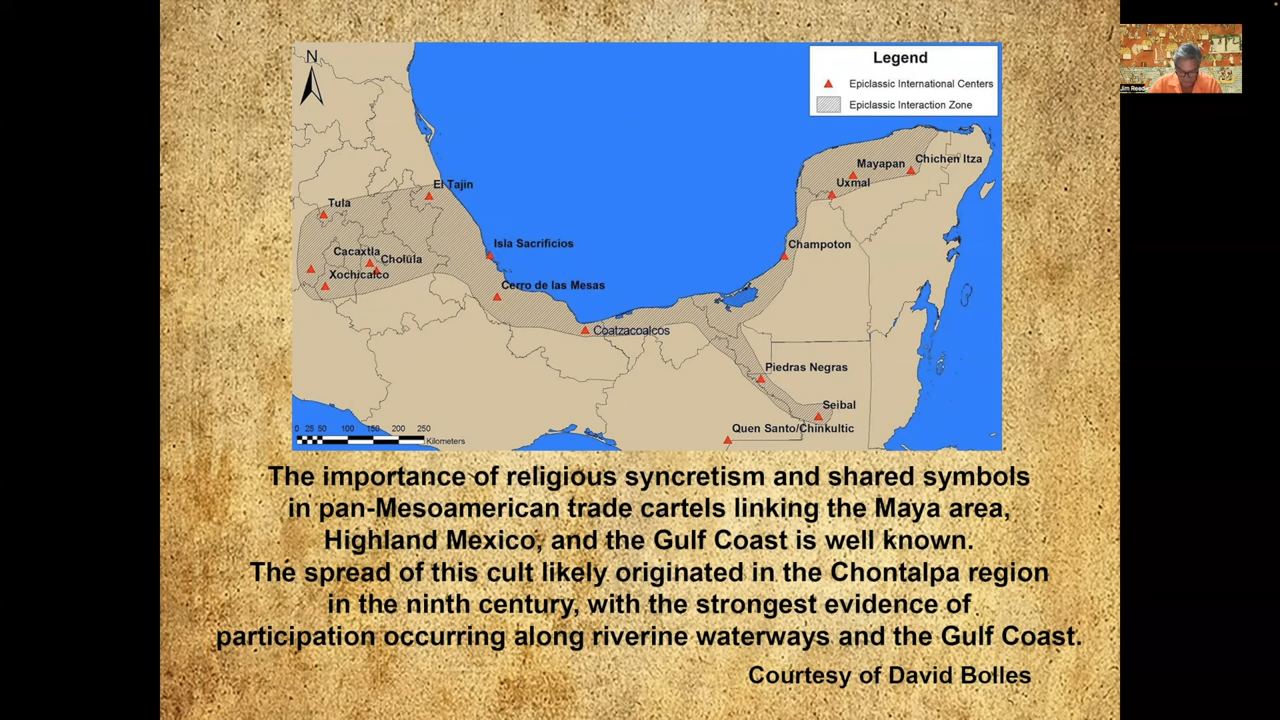 N
Legend
Epiclassic International Centers
Epiclassic Interaction Zone
Mayapan
Chichen Itza
Uxmal
El Tajin
Tula
Isla Sacrificios
Champoton
Cacaxtla
Cholula
Xochicalco
Cerro de las Mesas
Coatzacoalcos
Piedras Negras
Seibal
Quen Santo/Chinkultic
0 25 50 100 150 200 250
Kilometers
The importance of religious syncretism and shared symbols
in pan-Mesoamerican trade cartels linking the Maya area,
Highland Mexico, and the Gulf Coast is well known.
The spread of this cult likely originated in the Chontalpa region
in the ninth century, with the strongest evidence of
participation occurring along riverine waterways and the Gulf Coast.
Courtesy of David Bolles